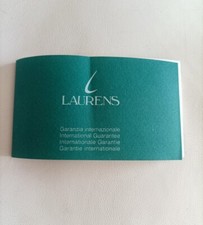 LAURENS
Garanzia internazionale
International Guarantee
Internationale Garantie
Garantie internationale